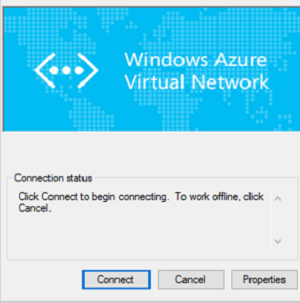 Windows Azure
Virtual Network
Connection status
Click Connect to begin connecting. To work offline, click
Cancel.
Connect Cancel Properties